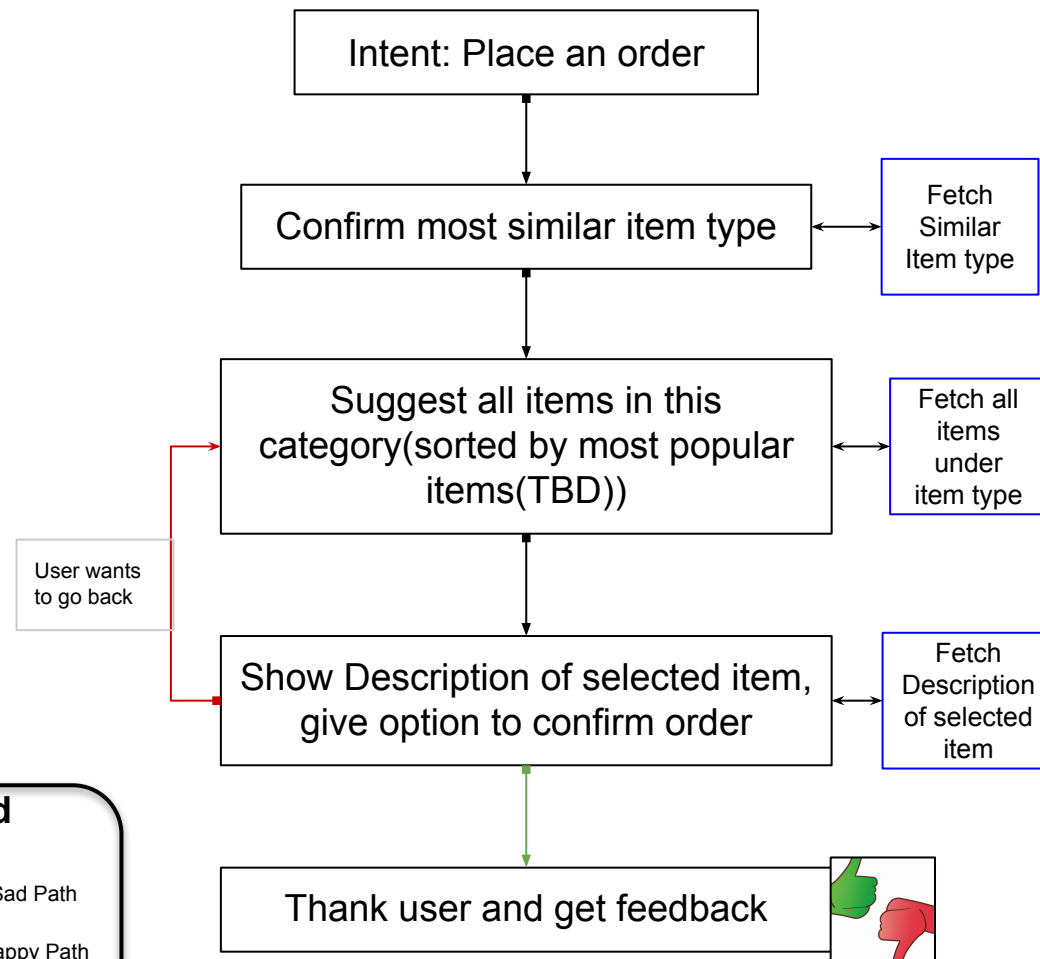 Intent: Place an order
Confirm most similar item type
Fetch
Similar
Item type
Suggest all items in this
category(sorted by most popular
items(TBD))
Fetch all
items
under
item type
User wants
to go back
Show Description of selected item,
give option to confirm order
Fetch
Description
of selected
item
Sad Path
Thank user and get feedback